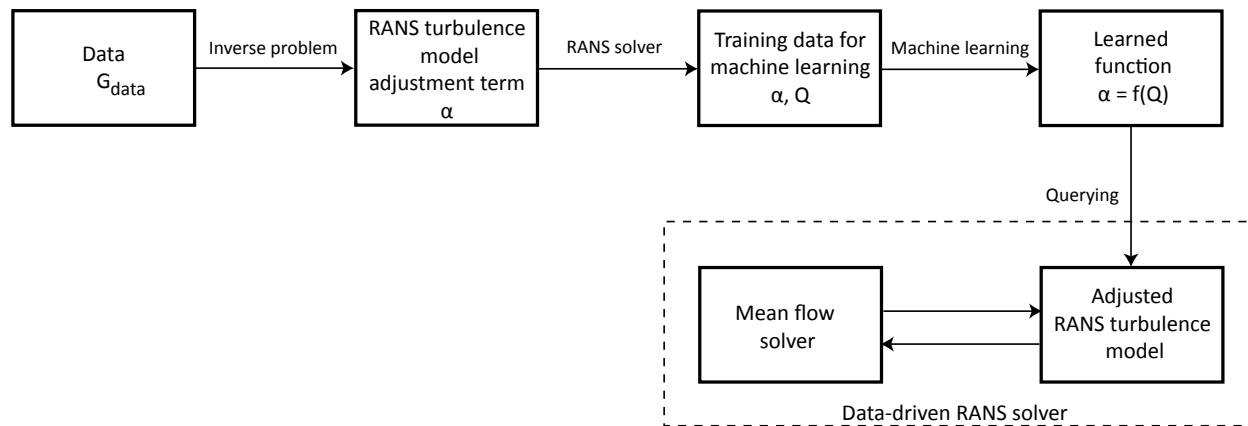 Data
G_data
Inverse problem
RANS turbulence
model
adjustment term
α
RANS solver
Training data for
machine learning
α, Q
Machine learning
Learned
function
α = f(Q)
Querying
Mean flow
solver
Adjusted
RANS turbulence
model
Data-driven RANS solver